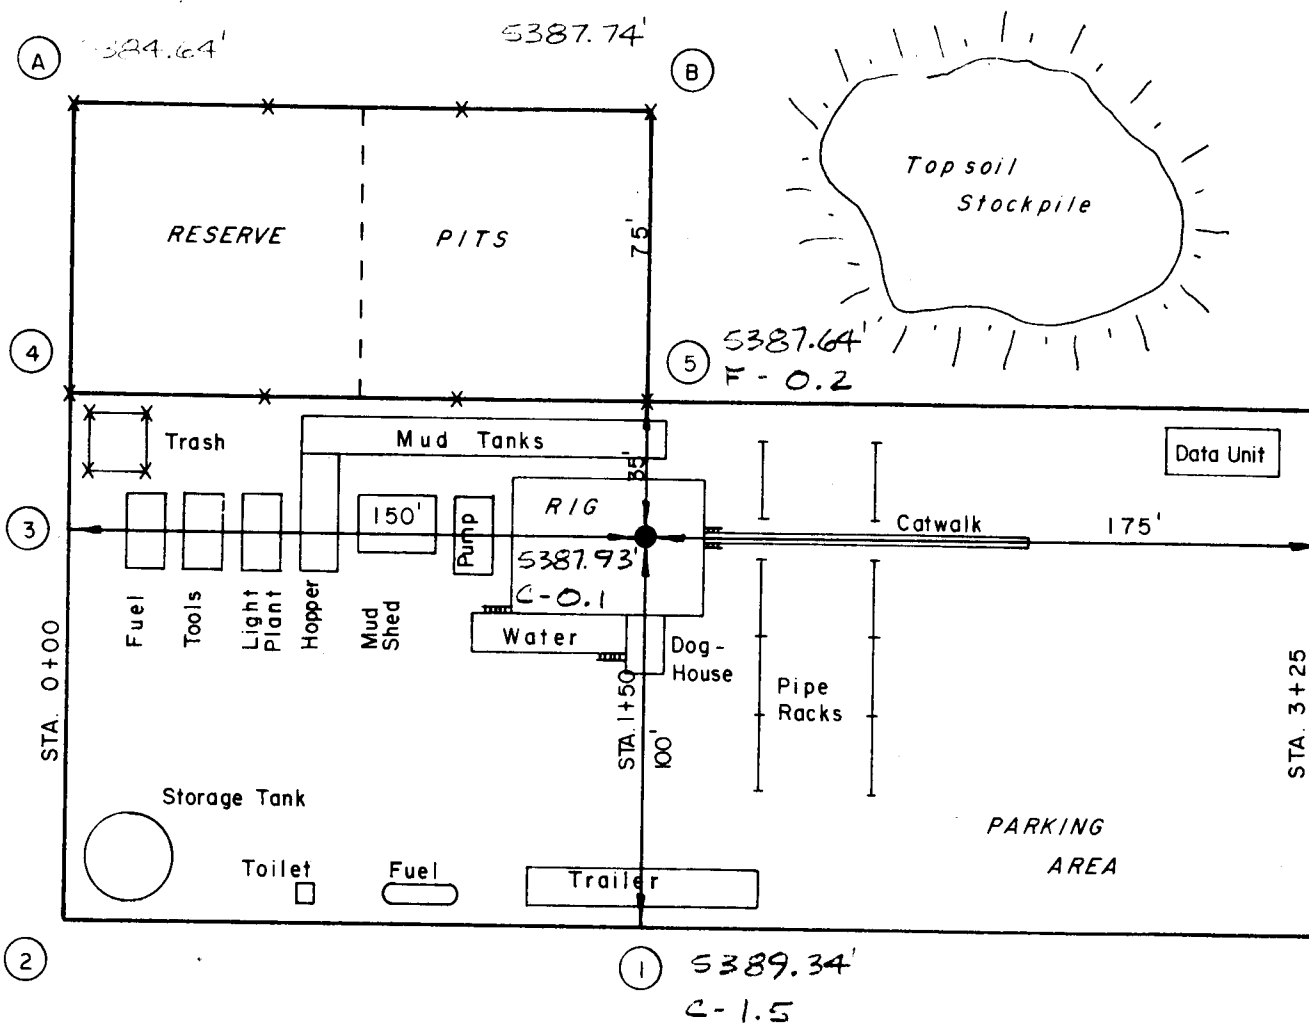 A
384.64'
5387.74'
B
Topsoil
Stockpile
RESERVE
PITS
75'
4
5
5387.64'
F - 0.2
Trash
Mud Tanks
35'
Data Unit
3
150'
Pump
RIG
Catwalk
175'
5387.93'
C-0.1
Fuel
Tools
Light
Plant
Hopper
Mud
Shed
Water
Dog-
House
Pipe
Racks
STA. 0+00
STA. 1+50
100'
STA. 3+25
Storage Tank
PARKING
AREA
Toilet
Fuel
Trailer
2
1
5389.34'
C-1.5